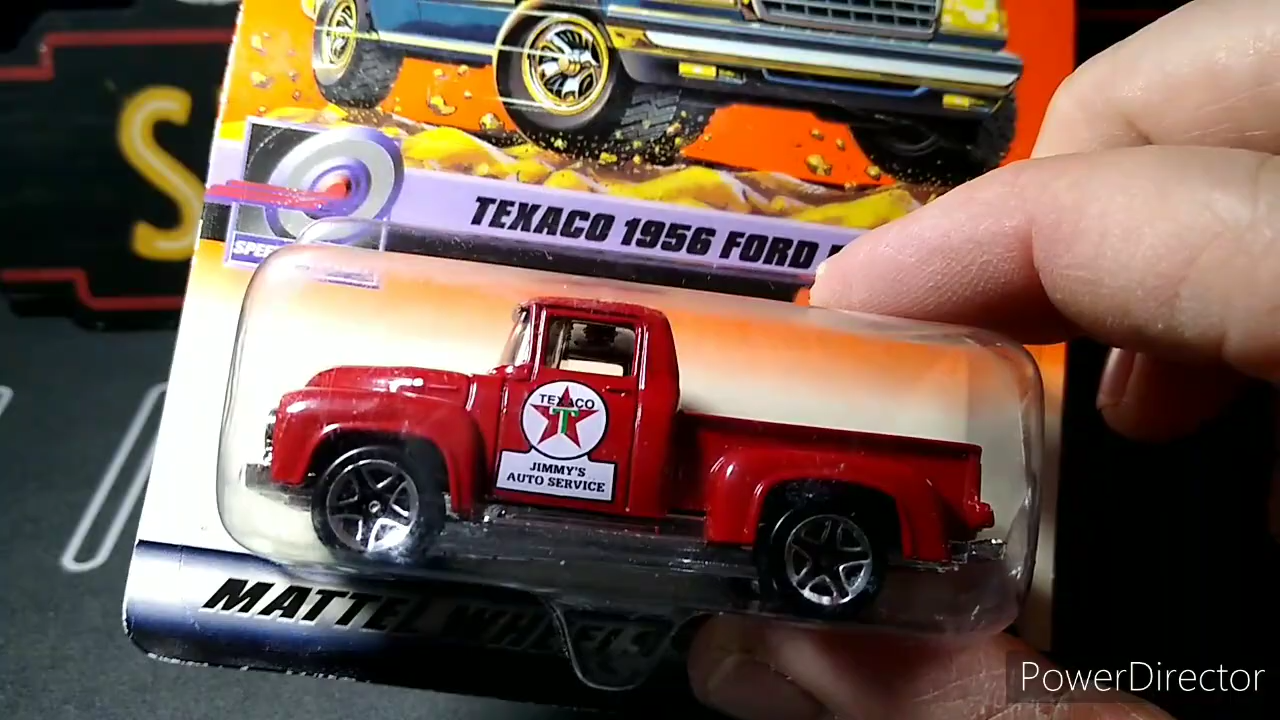 S
TEXACO 1956 FORD
TEXACO
T
JIMMY'S
AUTO SERVICE
MATTEL WHEELS
PowerDirector